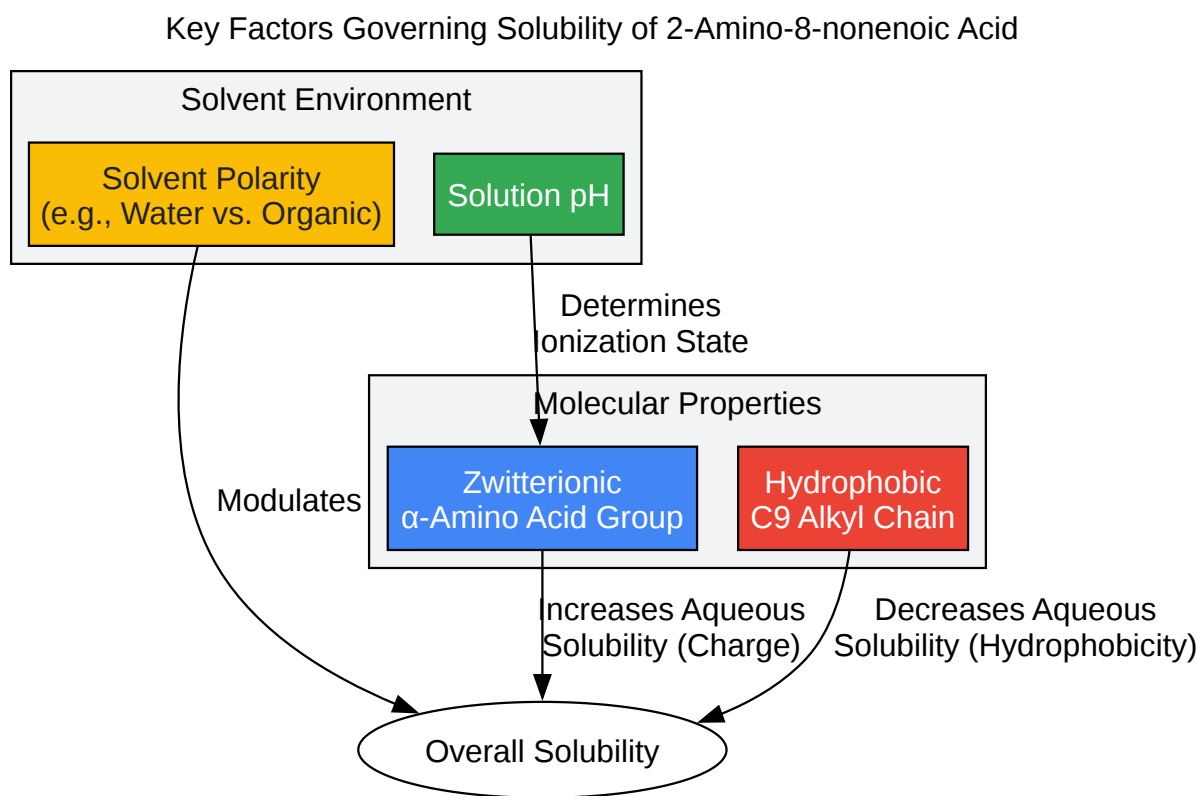 Key Factors Governing Solubility of 2-Amino-8-nonenoic Acid
Solvent Environment
Solvent Polarity
(e.g., Water vs. Organic)
Solution pH
Determines
Ionization State
Molecular Properties
Zwitterionic
α-Amino Acid Group
Hydrophobic
C9 Alkyl Chain
Modulates
Increases Aqueous
Solubility (Charge)
Decreases Aqueous
Solubility (Hydrophobicity)
Overall Solubility